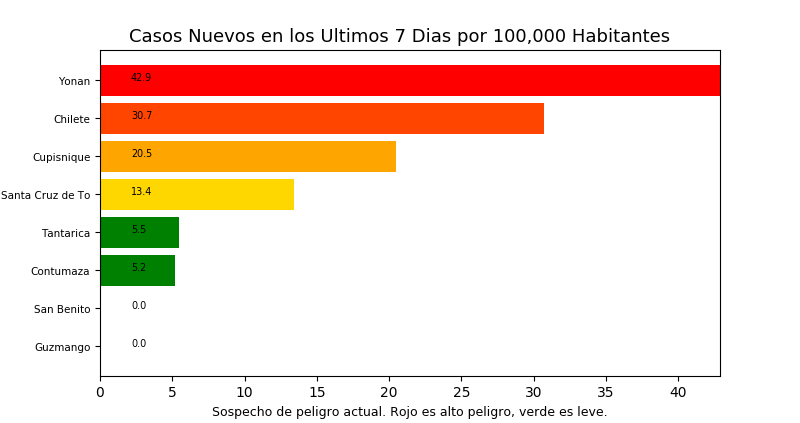 Casos Nuevos en los Ultimos 7 Dias por 100,000 Habitantes
Yonan 42.9
Chilete 30.7
Cupisnique 20.5
Santa Cruz de To 13.4
Tantarica 5.5
Contumaza 5.2
San Benito 0.0
Guzmango 0.0
0 5 10 15 20 25 30 35 40
Sospecho de peligro actual. Rojo es alto peligro, verde es leve.